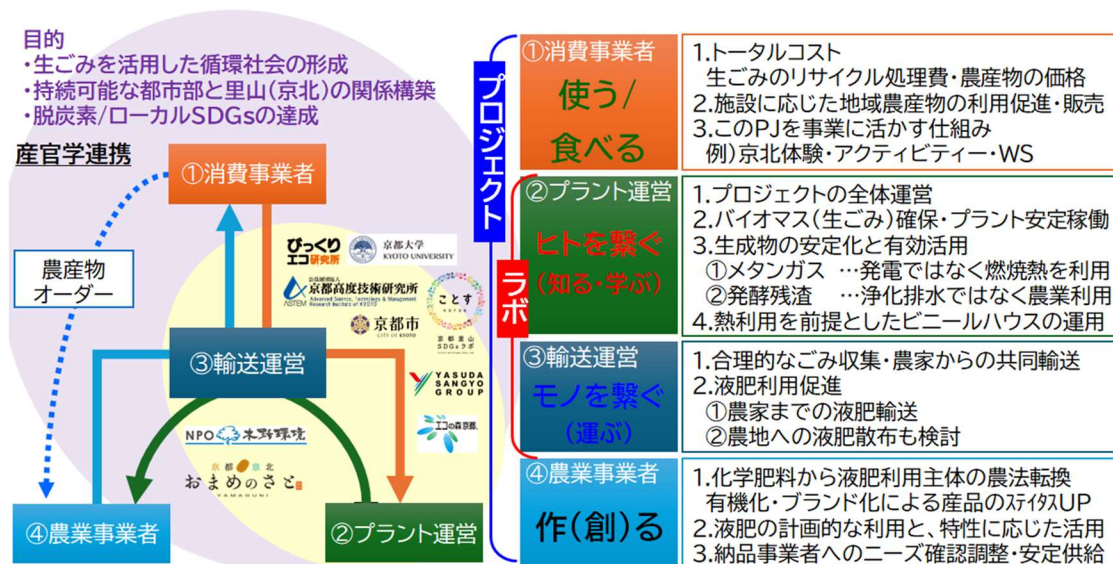 目的
・生ごみを活用した循環社会の形成
・持続可能な都市部と里山(京北)の関係構築
・脱炭素/ローカルSDGsの達成
産官学連携
①消費事業者
農産物
オーダー
びっくり
エコ研究所
京都大学
KYOTO UNIVERSITY
公益財団法人
京都高度技術研究所
ASTEM
Advanced Science, Technology & Management
Research Institute of KYOTO
ことす
京都里山
SDGsラボ
京都市
CITY OF KYOTO
③輸送運営
YASUDA
SANGYO
GROUP
エコの森京都
NPO 木野環境
京都 京北
おまめのさと
YAMAGUNI
④農業事業者
②プラント運営
プロジェクト
ラボ
①消費事業者
使う/
食べる
1.トータルコスト
生ごみのリサイクル処理費・農産物の価格
2.施設に応じた地域農産物の利用促進・販売
3.このPJを事業に活かす仕組み
例)京北体験・アクティビティー・WS
②プラント運営
ヒトを繋ぐ
(知る・学ぶ)
1.プロジェクトの全体運営
2.バイオマス(生ごみ)確保・プラント安定稼働
3.生成物の安定化と有効活用
①メタンガス …発電ではなく燃焼熱を利用
②発酵残渣 …浄化排水ではなく農業利用
4.熱利用を前提としたビニールハウスの運用
③輸送運営
モノを繋ぐ
(運ぶ)
1.合理的なごみ収集・農家からの共同輸送
2.液肥利用促進
①農家までの液肥輸送
②農地への液肥散布も検討
④農業事業者
作(創)る
1.化学肥料から液肥利用主体の農法転換
有機化・ブランド化による産品のステイタスUP
2.液肥の計画的な利用と、特性に応じた活用
3.納品事業者へのニーズ確認調整・安定供給